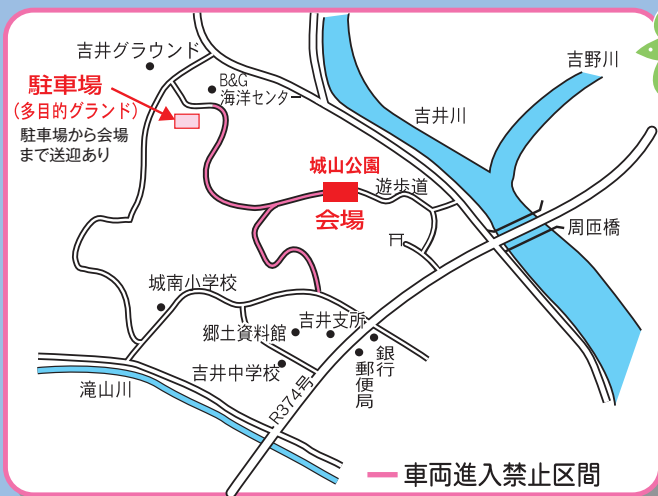 吉井グラウンド
駐車場
(多目的グランド)
駐車場から会場
まで送迎あり
B&G
海洋センター
吉野川
吉井川
城山公園
会場
遊歩道
周匝橋
城南小学校
郷土資料館
吉井支所
吉井中学校
銀行
郵便局
滝山川
R374号
車両進入禁止区間